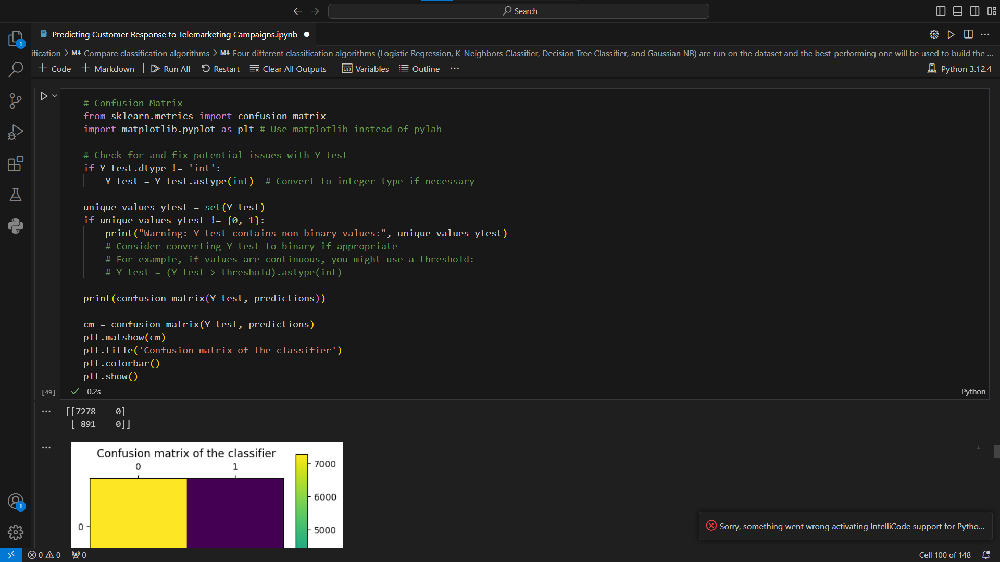 Search
Predicting Customer Response to Telemarketing Campaigns.ipynb
ification > M↓ Compare classification algorithms > M↓ Four different classification algorithms (Logistic Regression, K-Neighbors Classifier, Decision Tree Classifier, and Gaussian NB) are run on the dataset and the best-performing one will be used to build the ...
+ Code + Markdown | Run All Restart Clear All Outputs | Variables Outline ... Python 3.12.4
# Confusion Matrix
from sklearn.metrics import confusion_matrix
import matplotlib.pyplot as plt # Use matplotlib instead of pylab
# Check for and fix potential issues with Y_test
if Y_test.dtype != 'int':
    Y_test = Y_test.astype(int)  # Convert to integer type if necessary
unique_values_ytest = set(Y_test)
if unique_values_ytest != {0, 1}:
    print("Warning: Y_test contains non-binary values:", unique_values_ytest)
    # Consider converting Y_test to binary if appropriate
    # For example, if values are continuous, you might use a threshold:
    # Y_test = (Y_test > threshold).astype(int)
print(confusion_matrix(Y_test, predictions))
cm = confusion_matrix(Y_test, predictions)
plt.matshow(cm)
plt.title('Confusion matrix of the classifier')
plt.colorbar()
plt.show()
[49] 0.2s Python
[[7278    0]
 [ 891    0]]
Confusion matrix of the classifier
0 1
7000
6000
0
5000
Sorry, something went wrong activating IntelliCode support for Pytho...
1
1
0 0 0 Cell 100 of 148